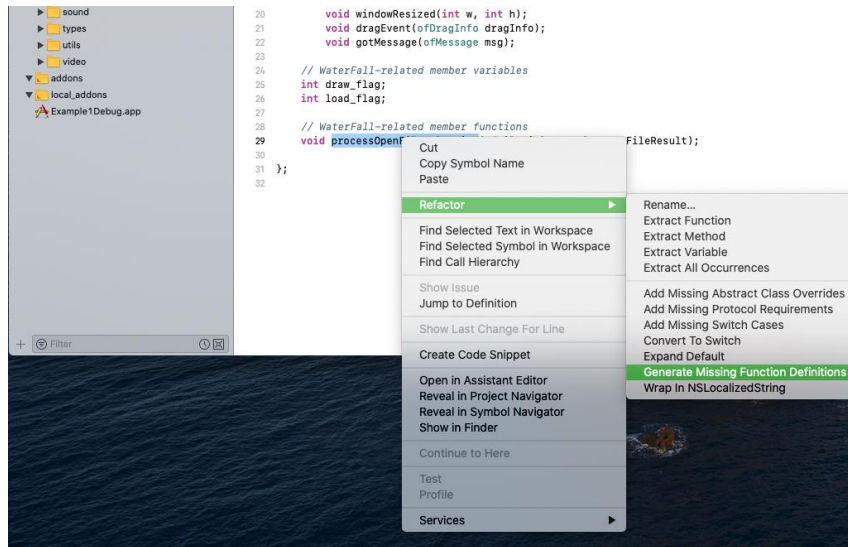 sound
types
utils
video
addons
local_addons
Example1Debug.app
+ Filter
20 void windowResized(int w, int h);
21 void dragEvent(ofDragInfo dragInfo);
22 void gotMessage(ofMessage msg);
23
24 // WaterFall-related member variables
25 int draw_flag;
26 int load_flag;
27
28 // WaterFall-related member functions
29 void processOpenF FileResult);
30
31 };
32
Cut
Copy Symbol Name
Paste
Refactor
Find Selected Text in Workspace
Find Selected Symbol in Workspace
Find Call Hierarchy
Show Issue
Jump to Definition
Show Last Change For Line
Create Code Snippet
Open in Assistant Editor
Reveal in Project Navigator
Reveal in Symbol Navigator
Show in Finder
Continue to Here
Test
Profile
Services
Rename...
Extract Function
Extract Method
Extract Variable
Extract All Occurrences
Add Missing Abstract Class Overrides
Add Missing Protocol Requirements
Add Missing Switch Cases
Convert To Switch
Expand Default
Generate Missing Function Definitions
Wrap In NSLocalizedString